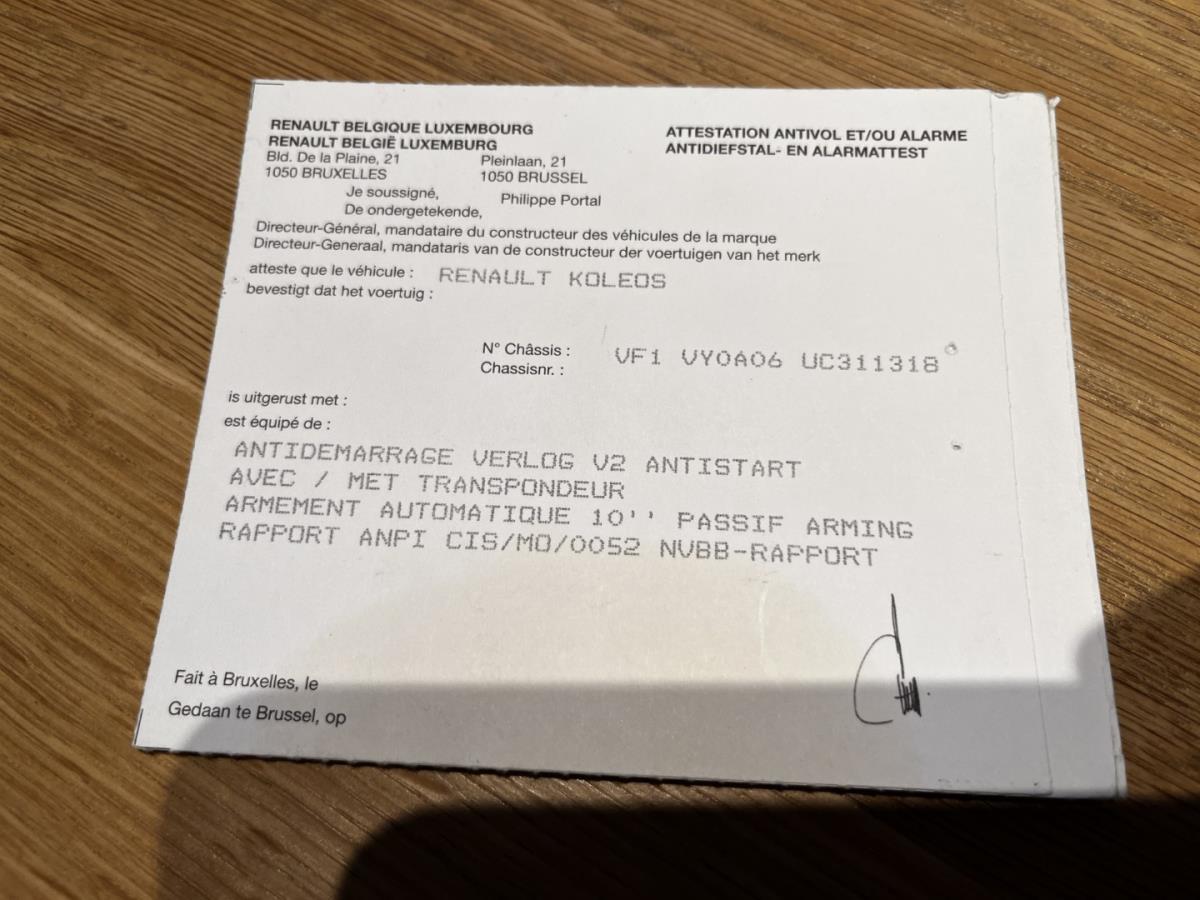 RENAULT BELGIQUE LUXEMBOURG
RENAULT BELGIË LUXEMBURG
Bld. De la Plaine, 21 Pleinlaan, 21
1050 BRUXELLES 1050 BRUSSEL
ATTESTATION ANTIVOL ET/OU ALARME
ANTIDIEFSTAL- EN ALARMATTEST
Je soussigné,
De ondergetekende, Philippe Portal
Directeur-Général, mandataire du constructeur des véhicules de la marque
Directeur-Generaal, mandataris van de constructeur der voertuigen van het merk
atteste que le véhicule : RENAULT KOLEOS
bevestigt dat het voertuig :
N° Châssis : VF1 VY0A06 UC311318
Chassisnr. :
is uitgerust met :
est équipé de :
ANTIDEMARRAGE VERLOG V2 ANTISTART
AVEC / MET TRANSPONDEUR
ARMEMENT AUTOMATIQUE 10'' PASSIF ARMING
RAPPORT ANPI CIS/MO/0052 NVBB-RAPPORT
Fait à Bruxelles, le
Gedaan te Brussel, op